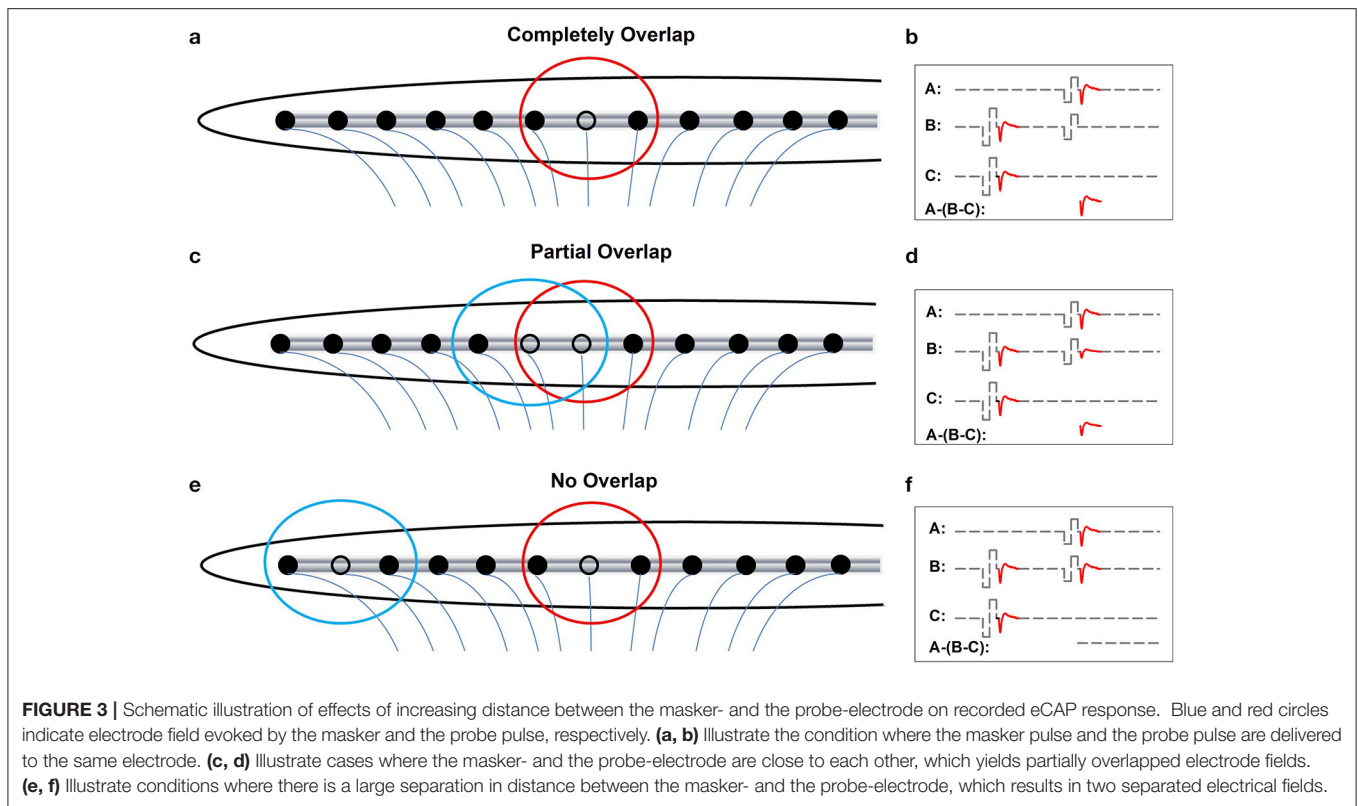 a
Completely Overlap
b
A:
B:
C:
A-(B-C):
c
Partial Overlap
d
A:
B:
C:
A-(B-C):
e
No Overlap
f
A:
B:
C:
A-(B-C):
FIGURE 3 | Schematic illustration of effects of increasing distance between the masker- and the probe-electrode on recorded eCAP response. Blue and red circles
indicate electrode field evoked by the masker and the probe pulse, respectively. (a, b) Illustrate the condition where the masker pulse and the probe pulse are delivered
to the same electrode. (c, d) Illustrate cases where the masker- and the probe-electrode are close to each other, which yields partially overlapped electrode fields.
(e, f) Illustrate conditions where there is a large separation in distance between the masker- and the probe-electrode, which results in two separated electrical fields.